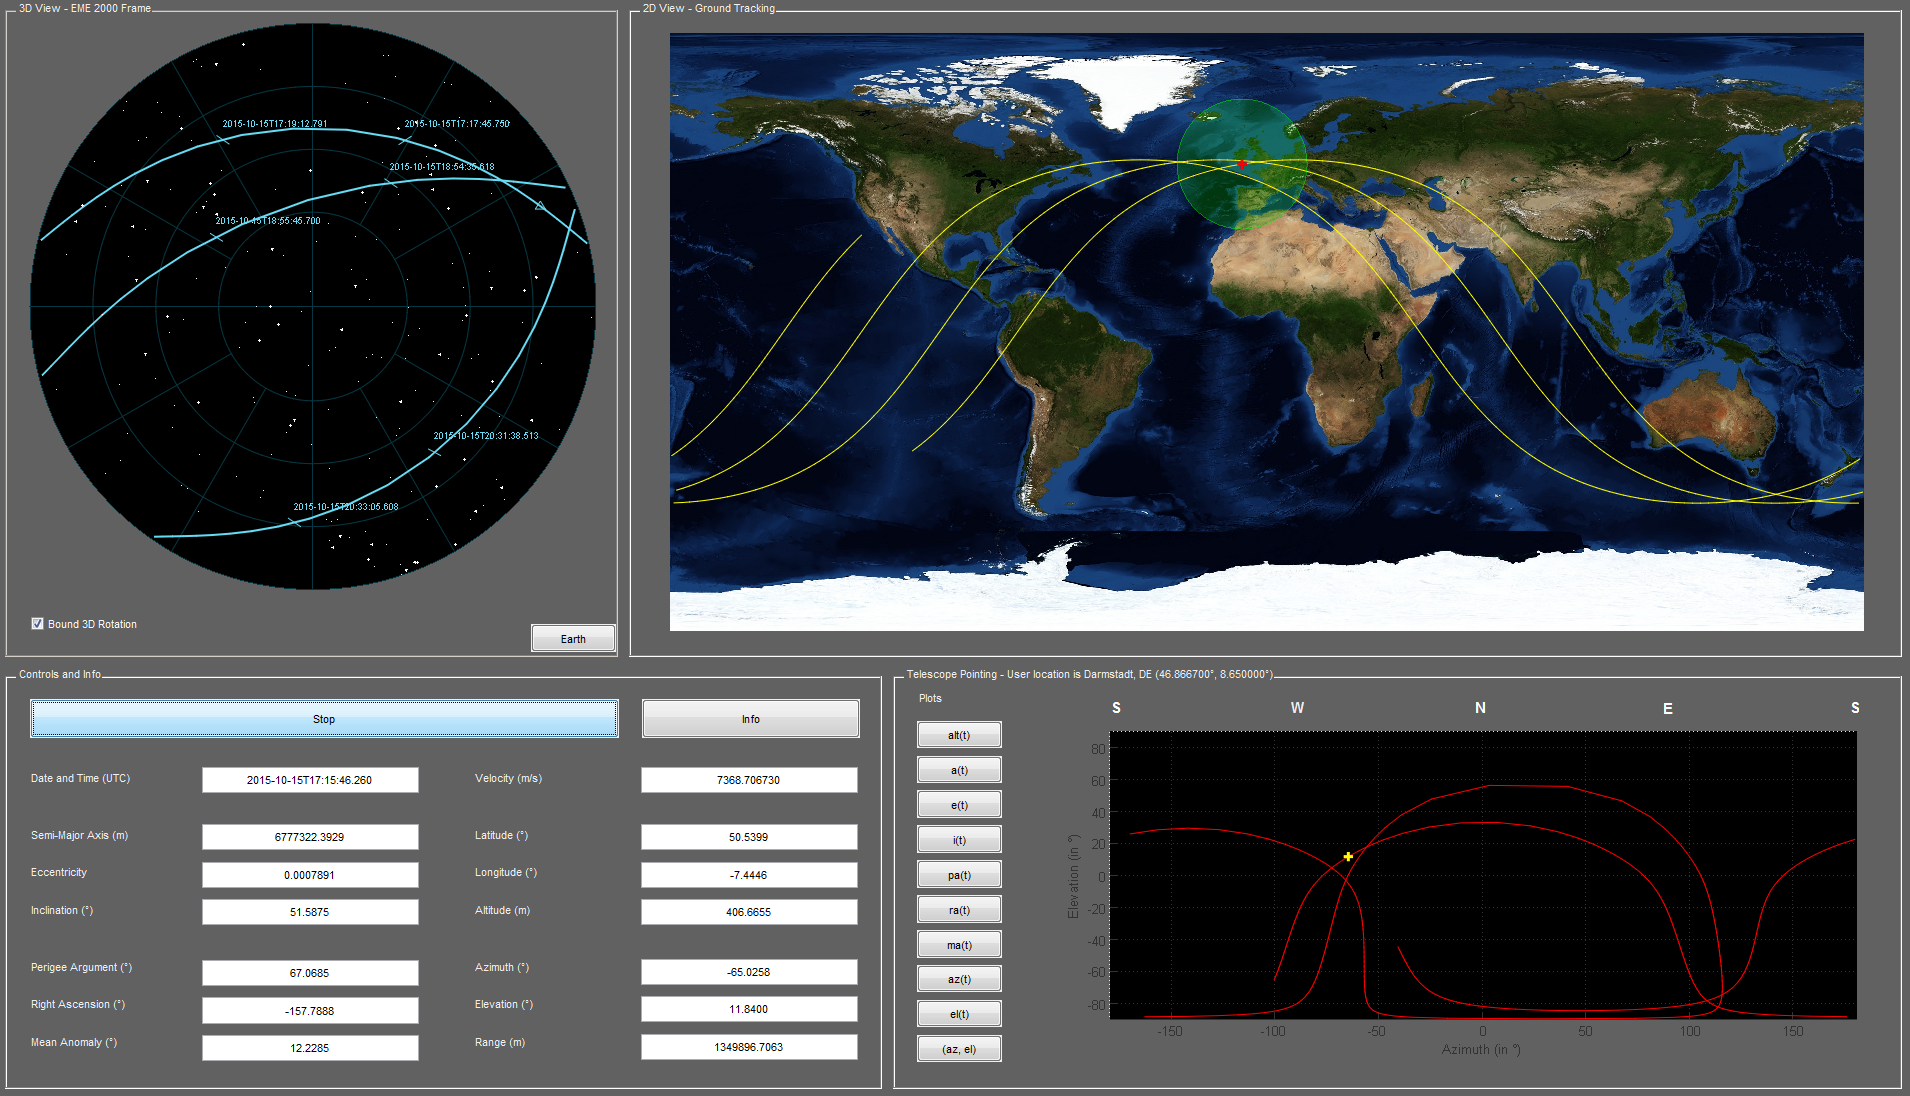 3D View - EME 2000 Frame
2015-10-15T17:19:12.791
2015-10-15T17:17:45.750
2015-10-15T18:54:35.618
2015-10-15T18:55:45.700
2015-10-15T20:31:38.513
2015-10-15T20:33:05.608
Bound 3D Rotation
Earth
2D View - Ground Tracking
Controls and Info
Stop
Info
Date and Time (UTC)
2015-10-15T17:15:46.260
Velocity (m/s)
7368.706730
Semi-Major Axis (m)
6777322.3929
Latitude (°)
50.5399
Eccentricity
0.0007891
Longitude (°)
-7.4446
Inclination (°)
51.5875
Altitude (m)
406.6655
Perigee Argument (°)
67.0685
Azimuth (°)
-65.0258
Right Ascension (°)
-157.7888
Elevation (°)
11.8400
Mean Anomaly (°)
12.2285
Range (m)
1349896.7063
Telescope Pointing - User location is Darmstadt, DE (46.866700°, 8.650000°)
Plots
alt(t)
a(t)
e(t)
i(t)
pa(t)
ra(t)
ma(t)
az(t)
el(t)
(az, el)
S W N E S
80
60
40
20
0
-20
-40
-60
-80
Elevation (in °)
-150 -100 -50 0 50 100 150
Azimuth (in °)